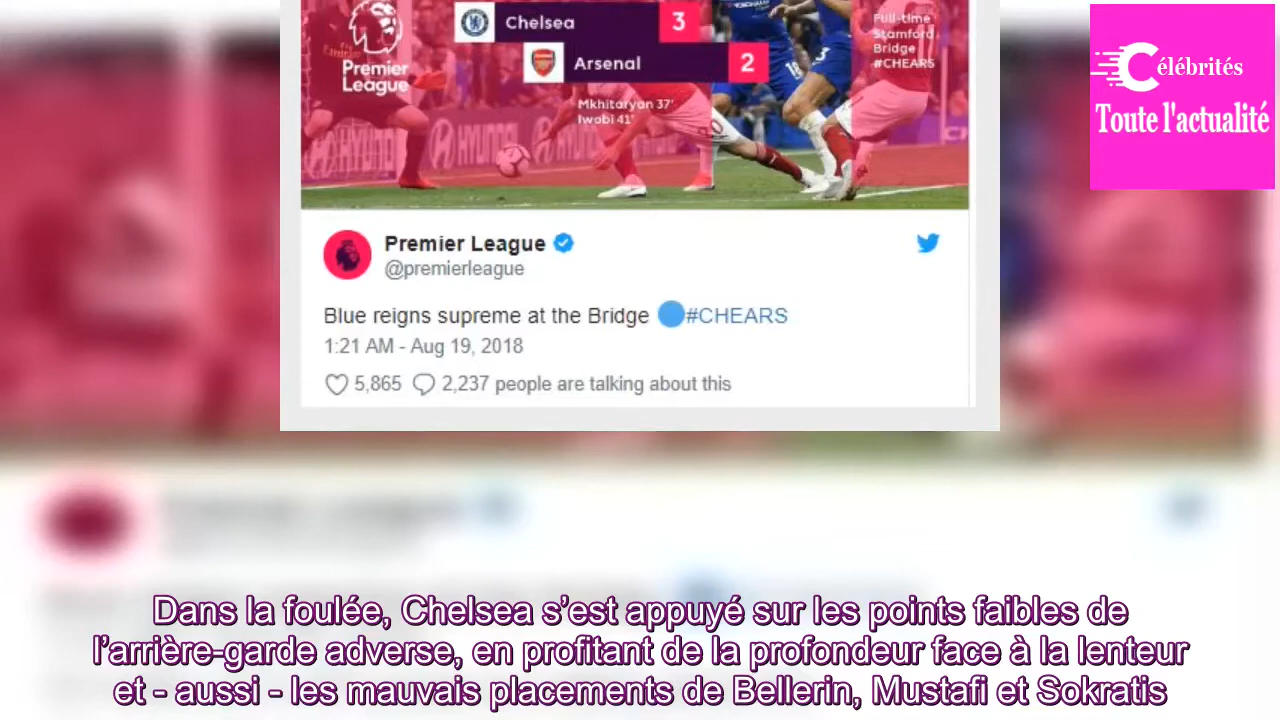 Chelsea 3
Arsenal 2
Premier
League
Mkhitaryan 37'
Iwobi 41'
Full-time
Stamford
Bridge
#CHEARS
HYUNDAI HYUNDAI HYUNDAI
Célébrités
Toute l'actualité
Premier League
@premierleague
Blue reigns supreme at the Bridge #CHEARS
1:21 AM - Aug 19, 2018
5,865 2,237 people are talking about this
Dans la foulée, Chelsea s’est appuyé sur les points faibles de
l’arrière-garde adverse, en profitant de la profondeur face à la lenteur
et - aussi - les mauvais placements de Bellerin, Mustafi et Sokratis